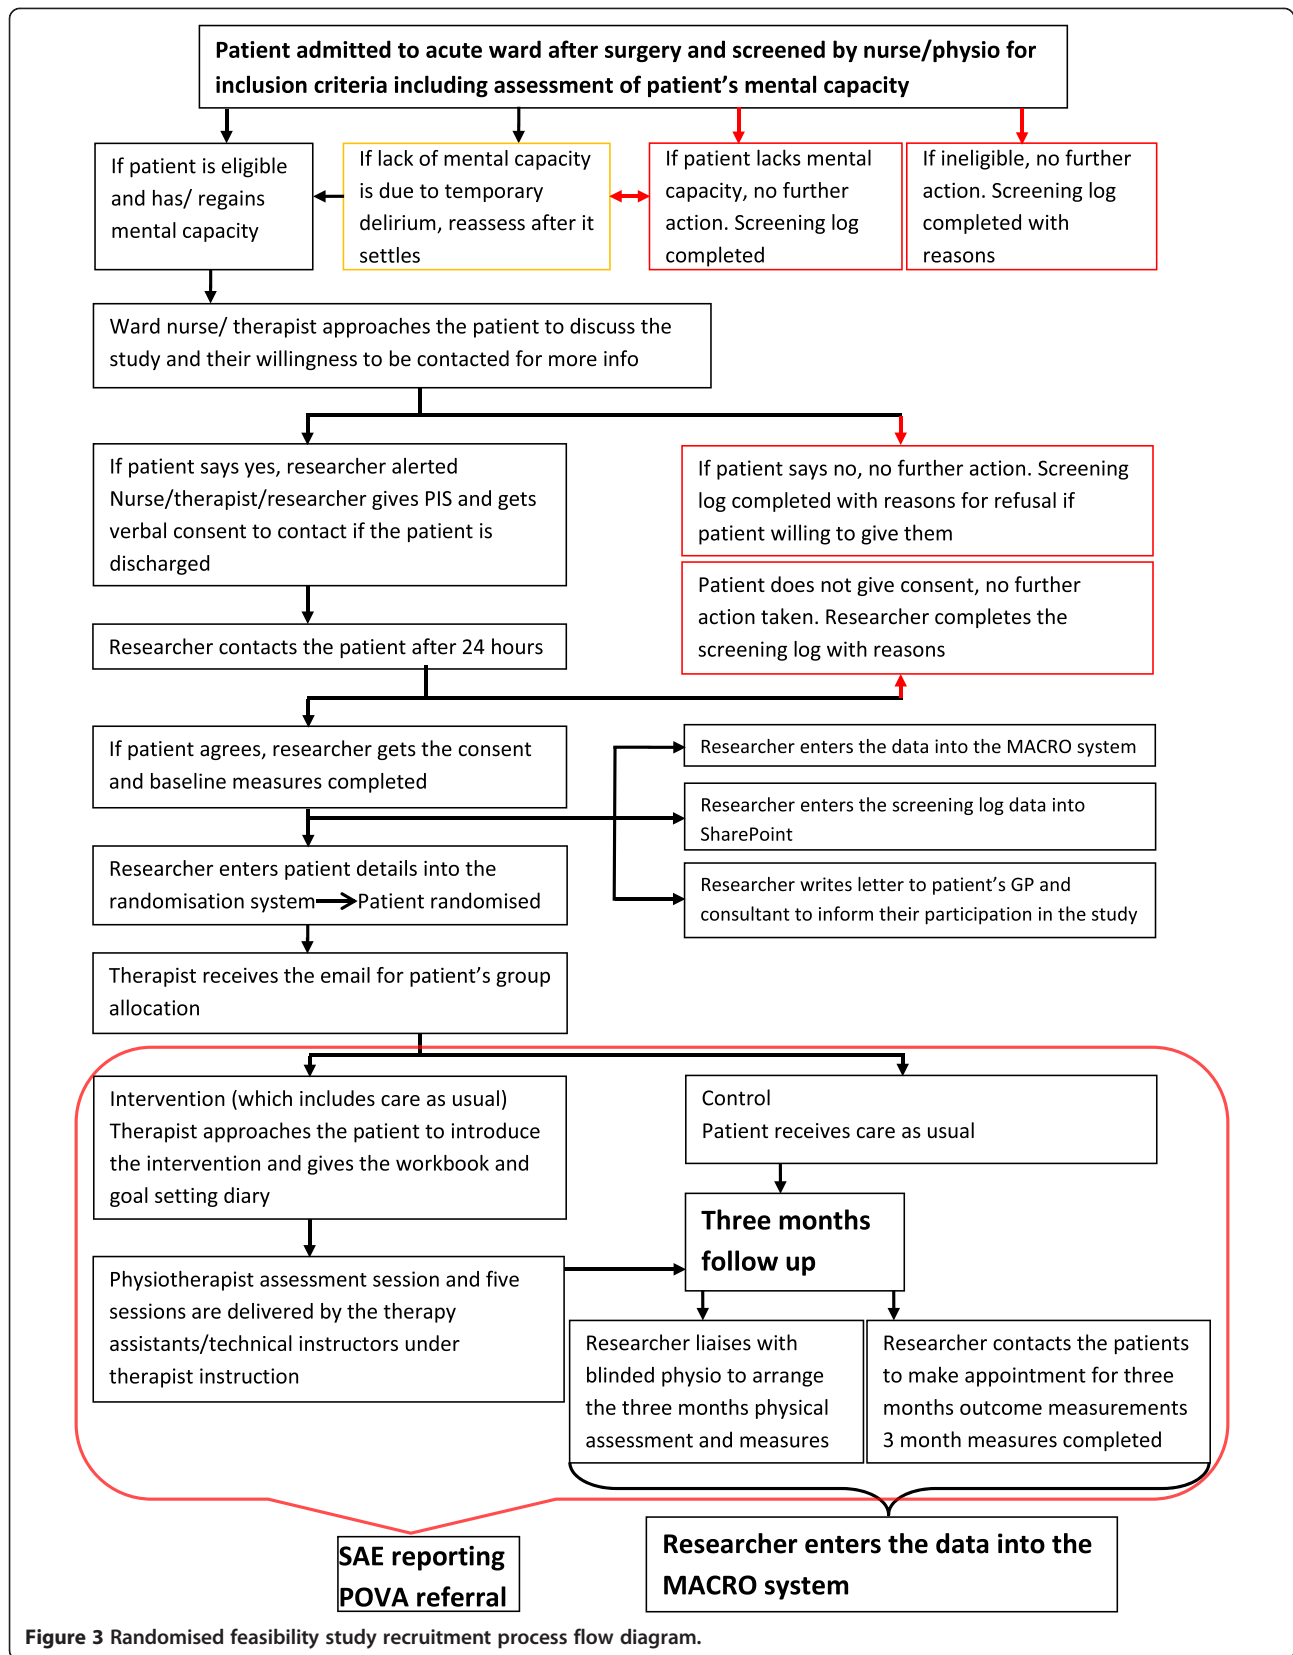 Patient admitted to acute ward after surgery and screened by nurse/physio for
inclusion criteria including assessment of patient’s mental capacity
If patient is eligible
and has/ regains
mental capacity
If lack of mental capacity
is due to temporary
delirium, reassess after it
settles
If patient lacks mental
capacity, no further
action. Screening log
completed
If ineligible, no further
action. Screening log
completed with
reasons
Ward nurse/ therapist approaches the patient to discuss the
study and their willingness to be contacted for more info
If patient says yes, researcher alerted
Nurse/therapist/researcher gives PIS and gets
verbal consent to contact if the patient is
discharged
If patient says no, no further action. Screening
log completed with reasons for refusal if
patient willing to give them
Patient does not give consent, no further
action taken. Researcher completes the
screening log with reasons
Researcher contacts the patient after 24 hours
If patient agrees, researcher gets the consent
and baseline measures completed
Researcher enters the data into the MACRO system
Researcher enters the screening log data into
SharePoint
Researcher writes letter to patient’s GP and
consultant to inform their participation in the study
Researcher enters patient details into the
randomisation system Patient randomised
Therapist receives the email for patient’s group
allocation
Intervention (which includes care as usual)
Therapist approaches the patient to introduce
the intervention and gives the workbook and
goal setting diary
Control
Patient receives care as usual
Three months
follow up
Physiotherapist assessment session and five
sessions are delivered by the therapy
assistants/technical instructors under
therapist instruction
Researcher liaises with
blinded physio to arrange
the three months physical
assessment and measures
Researcher contacts the patients
to make appointment for three
months outcome measurements
3 month measures completed
SAE reporting
POVA referral
Researcher enters the data into the
MACRO system
Figure 3 Randomised feasibility study recruitment process flow diagram.